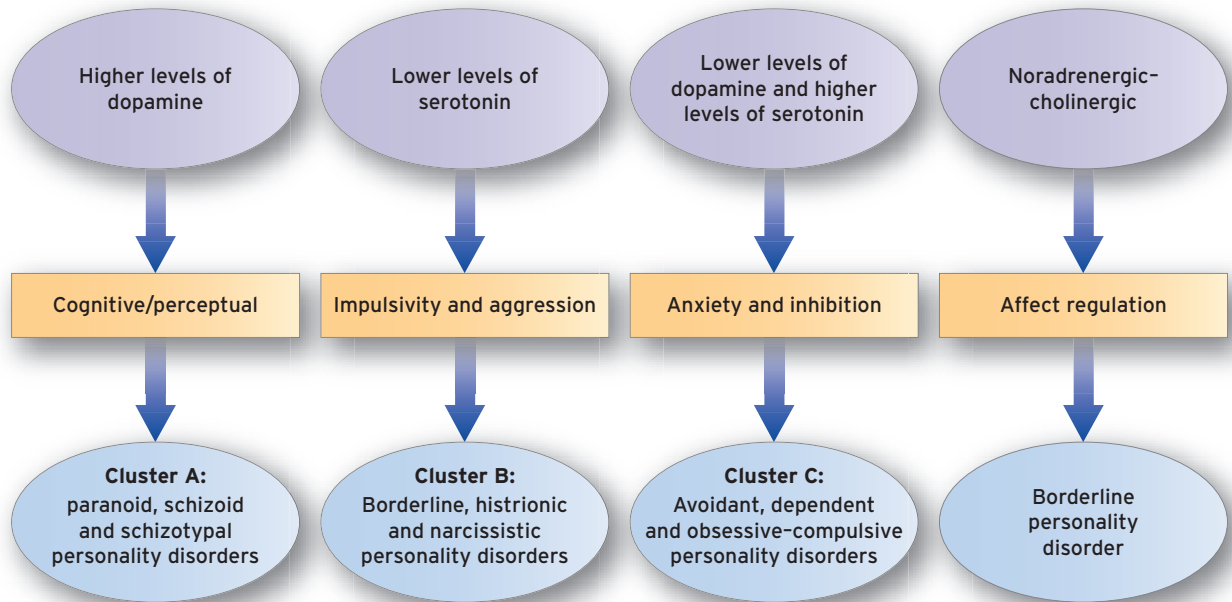 Higher levels of
dopamine
Lower levels of
serotonin
Lower levels of
dopamine and higher
levels of serotonin
Noradrenergic–
cholinergic
Cognitive/perceptual
Impulsivity and aggression
Anxiety and inhibition
Affect regulation
Cluster A:
paranoid, schizoid
and schizotypal
personality disorders
Cluster B:
Borderline, histrionic
and narcissistic
personality disorders
Cluster C:
Avoidant, dependent
and obsessive–compulsive
personality disorders
Borderline
personality
disorder